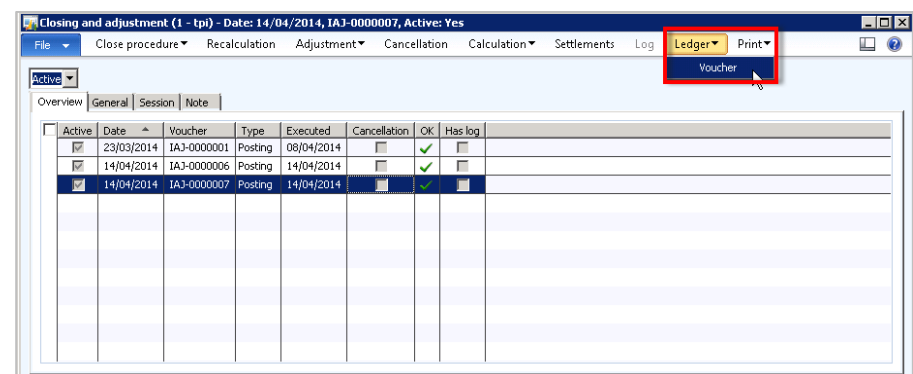 Closing and adjustment (1 - tpi) - Date: 14/04/2014, IAJ-0000007, Active: Yes
File Close procedure Recalculation Adjustment Cancellation Calculation Settlements Log Ledger Print
Voucher
Active
Overview General Session Note
Active Date Voucher Type Executed Cancellation OK Has log
23/03/2014 IAJ-0000001 Posting 08/04/2014
14/04/2014 IAJ-0000006 Posting 14/04/2014
14/04/2014 IAJ-0000007 Posting 14/04/2014